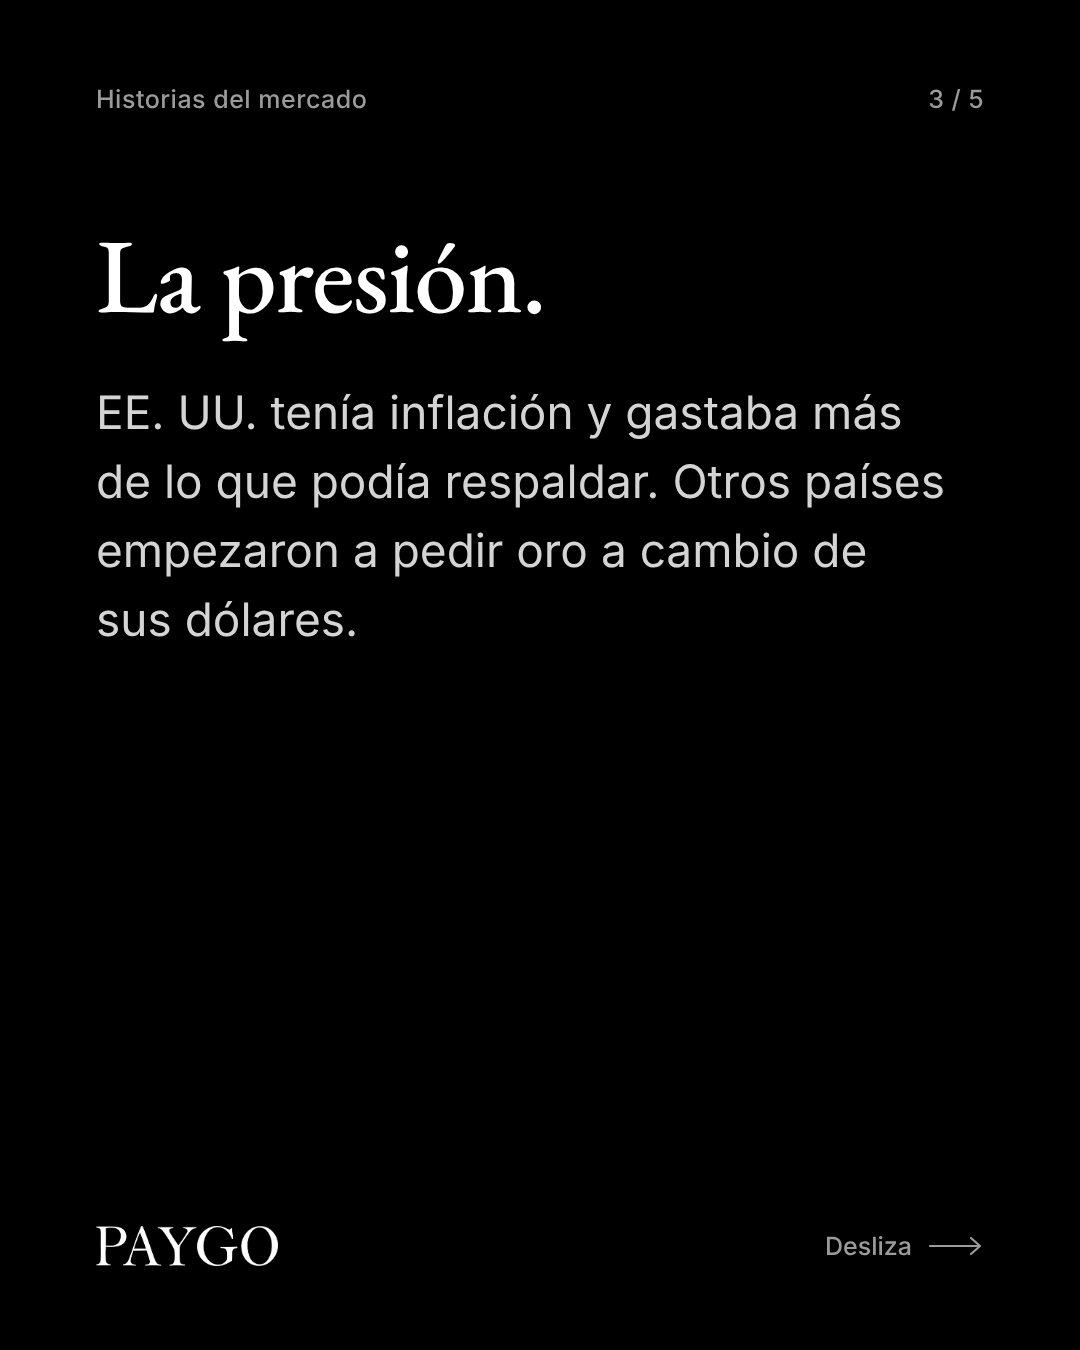 Historias del mercado
3 / 5
La presión.
EE. UU. tenía inflación y gastaba más
de lo que podía respaldar. Otros países
empezaron a pedir oro a cambio de
sus dólares.
PAYGO
Desliza